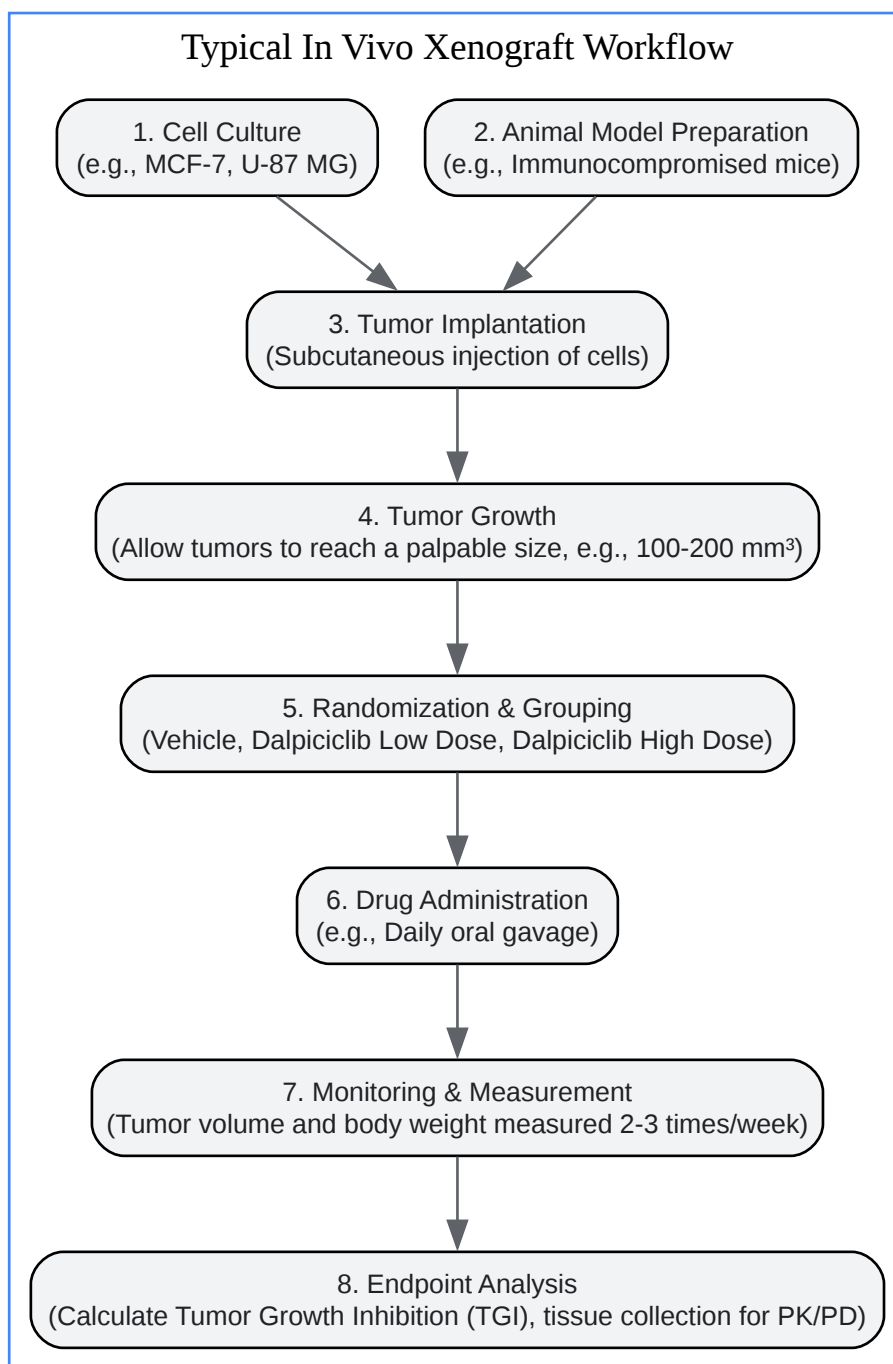 Typical In Vivo Xenograft Workflow
1. Cell Culture
(e.g., MCF-7, U-87 MG)
2. Animal Model Preparation
(e.g., Immunocompromised mice)
3. Tumor Implantation
(Subcutaneous injection of cells)
4. Tumor Growth
(Allow tumors to reach a palpable size, e.g., 100-200 mm³)
5. Randomization & Grouping
(Vehicle, Dalpiciclib Low Dose, Dalpiciclib High Dose)
6. Drug Administration
(e.g., Daily oral gavage)
7. Monitoring & Measurement
(Tumor volume and body weight measured 2-3 times/week)
8. Endpoint Analysis
(Calculate Tumor Growth Inhibition (TGI), tissue collection for PK/PD)